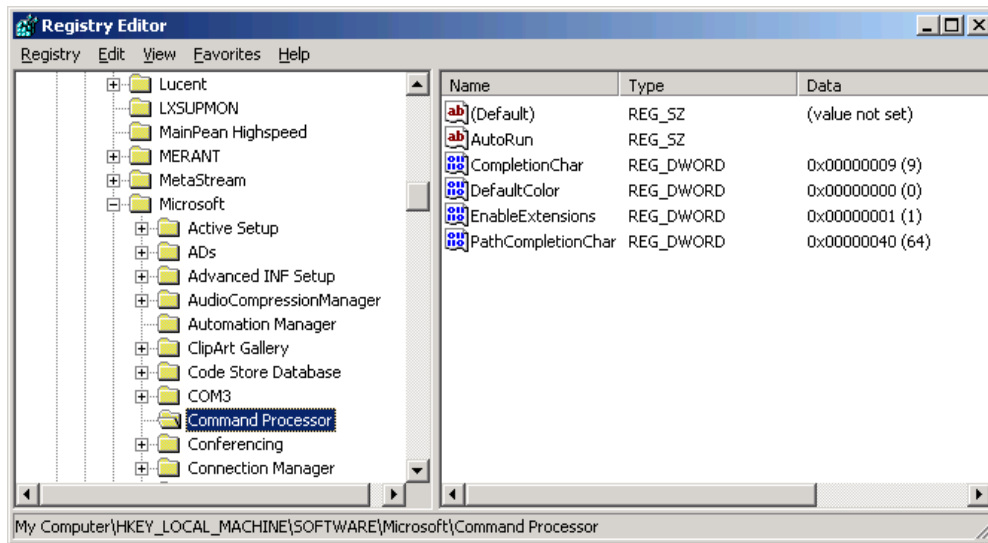 Registry Editor
Registry Edit View Favorites Help
Lucent
LXSUPMON
MainPean Highspeed
MERANT
MetaStream
Microsoft
Active Setup
ADs
Advanced INF Setup
AudioCompressionManager
Automation Manager
ClipArt Gallery
Code Store Database
COM3
Command Processor
Conferencing
Connection Manager
Name Type Data
(Default) REG_SZ (value not set)
AutoRun REG_SZ
CompletionChar REG_DWORD 0x00000009 (9)
DefaultColor REG_DWORD 0x00000000 (0)
EnableExtensions REG_DWORD 0x00000001 (1)
PathCompletionChar REG_DWORD 0x00000040 (64)
My Computer\HKEY_LOCAL_MACHINE\SOFTWARE\Microsoft\Command Processor